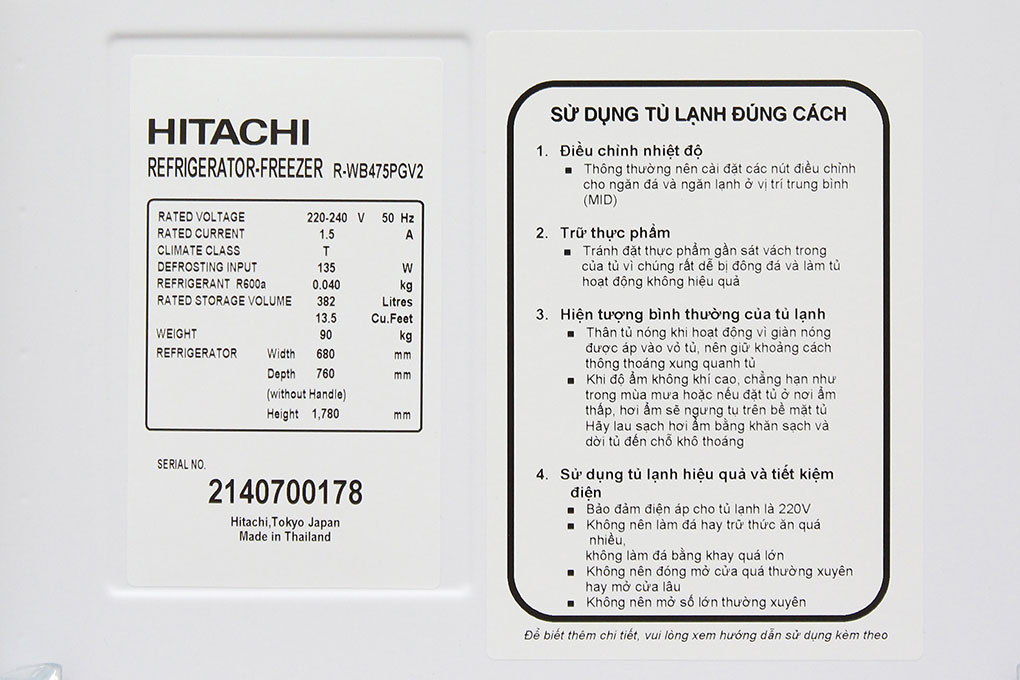 HITACHI
REFRIGERATOR-FREEZER R-WB475PGV2
RATED VOLTAGE 220-240 V 50 Hz
RATED CURRENT 1.5 A
CLIMATE CLASS T
DEFROSTING INPUT 135 W
REFRIGERANT R600a 0.040 kg
RATED STORAGE VOLUME 382 Litres
13.5 Cu.Feet
WEIGHT 90 kg
REFRIGERATOR Width 680 mm
Depth 760 mm
(without Handle)
Height 1,780 mm
SERIAL NO.
2140700178
Hitachi,Tokyo Japan
Made in Thailand
SỬ DỤNG TỦ LẠNH ĐÚNG CÁCH
1. Điều chỉnh nhiệt độ
■ Thông thường nên cài đặt các nút điều chỉnh
cho ngăn đá và ngăn lạnh ở vị trí trung bình
(MID)
2. Trữ thực phẩm
■ Tránh đặt thực phẩm gần sát vách trong
của tủ vì chúng rất dễ bị đông đá và làm tủ
hoạt động không hiệu quả
3. Hiện tượng bình thường của tủ lạnh
■ Thân tủ nóng khi hoạt động vì giàn nóng
được áp vào vỏ tủ, nên giữ khoảng cách
thông thoáng xung quanh tủ
■ Khi độ ẩm không khí cao, chẳng hạn như
trong mùa mưa hoặc nếu đặt tủ ở nơi ẩm
thấp, hơi ẩm sẽ ngưng tụ trên bề mặt tủ
Hãy lau sạch hơi ẩm bằng khăn sạch và
dời tủ đến chỗ khô thoáng
4. Sử dụng tủ lạnh hiệu quả và tiết kiệm
điện
■ Bảo đảm điện áp cho tủ lạnh là 220V
■ Không nên làm đá hay trữ thức ăn quá
nhiều,
không làm đá bằng khay quá lớn
■ Không nên đóng mở cửa quá thường xuyên
hay mở cửa lâu
■ Không nên mở số lớn thường xuyên
Để biết thêm chi tiết, vui lòng xem hướng dẫn sử dụng kèm theo